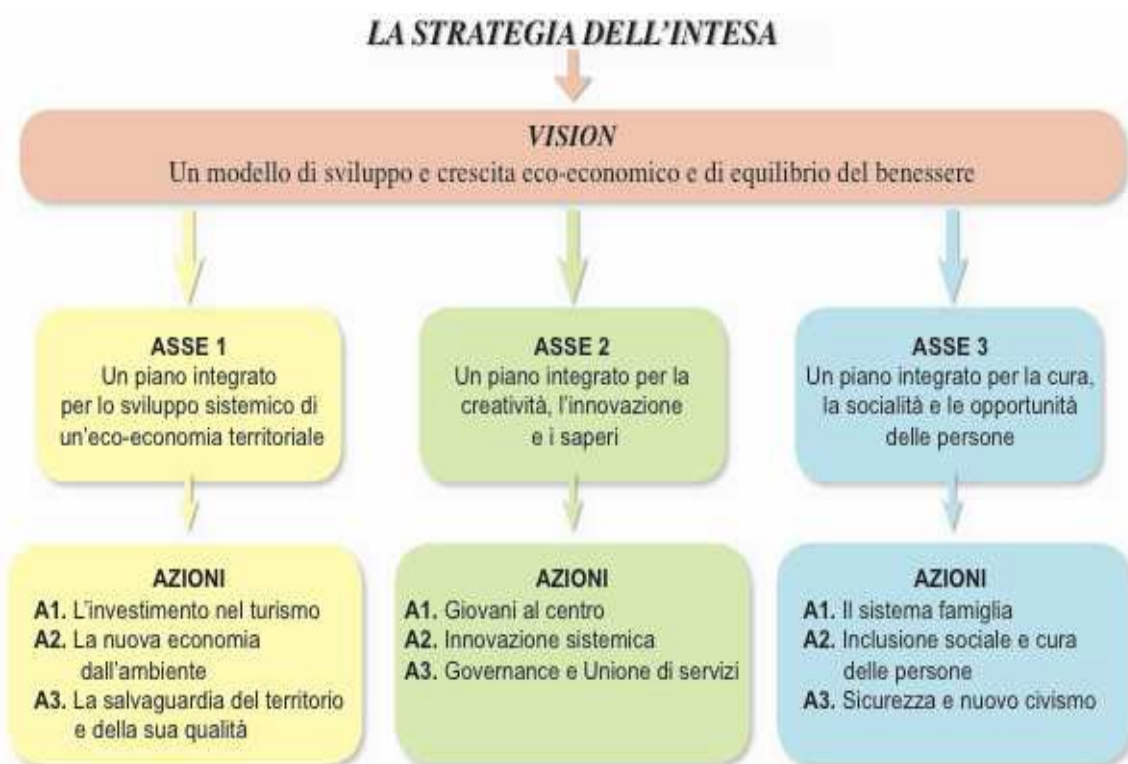 LA STRATEGIA DELL'INTESA
VISION
Un modello di sviluppo e crescita eco-economico e di equilibrio del benessere
ASSE 1
Un piano integrato
per lo sviluppo sistemico di
un'eco-economia territoriale
ASSE 2
Un piano integrato per la
creatività, l'innovazione
e i saperi
ASSE 3
Un piano integrato per la cura,
la socialità e le opportunità
delle persone
AZIONI
A1. L'investimento nel turismo
A2. La nuova economia
dall'ambiente
A3. La salvaguardia del territorio
e della sua qualità
AZIONI
A1. Giovani al centro
A2. Innovazione sistemica
A3. Governance e Unione di servizi
AZIONI
A1. Il sistema famiglia
A2. Inclusione sociale e cura
delle persone
A3. Sicurezza e nuovo civismo